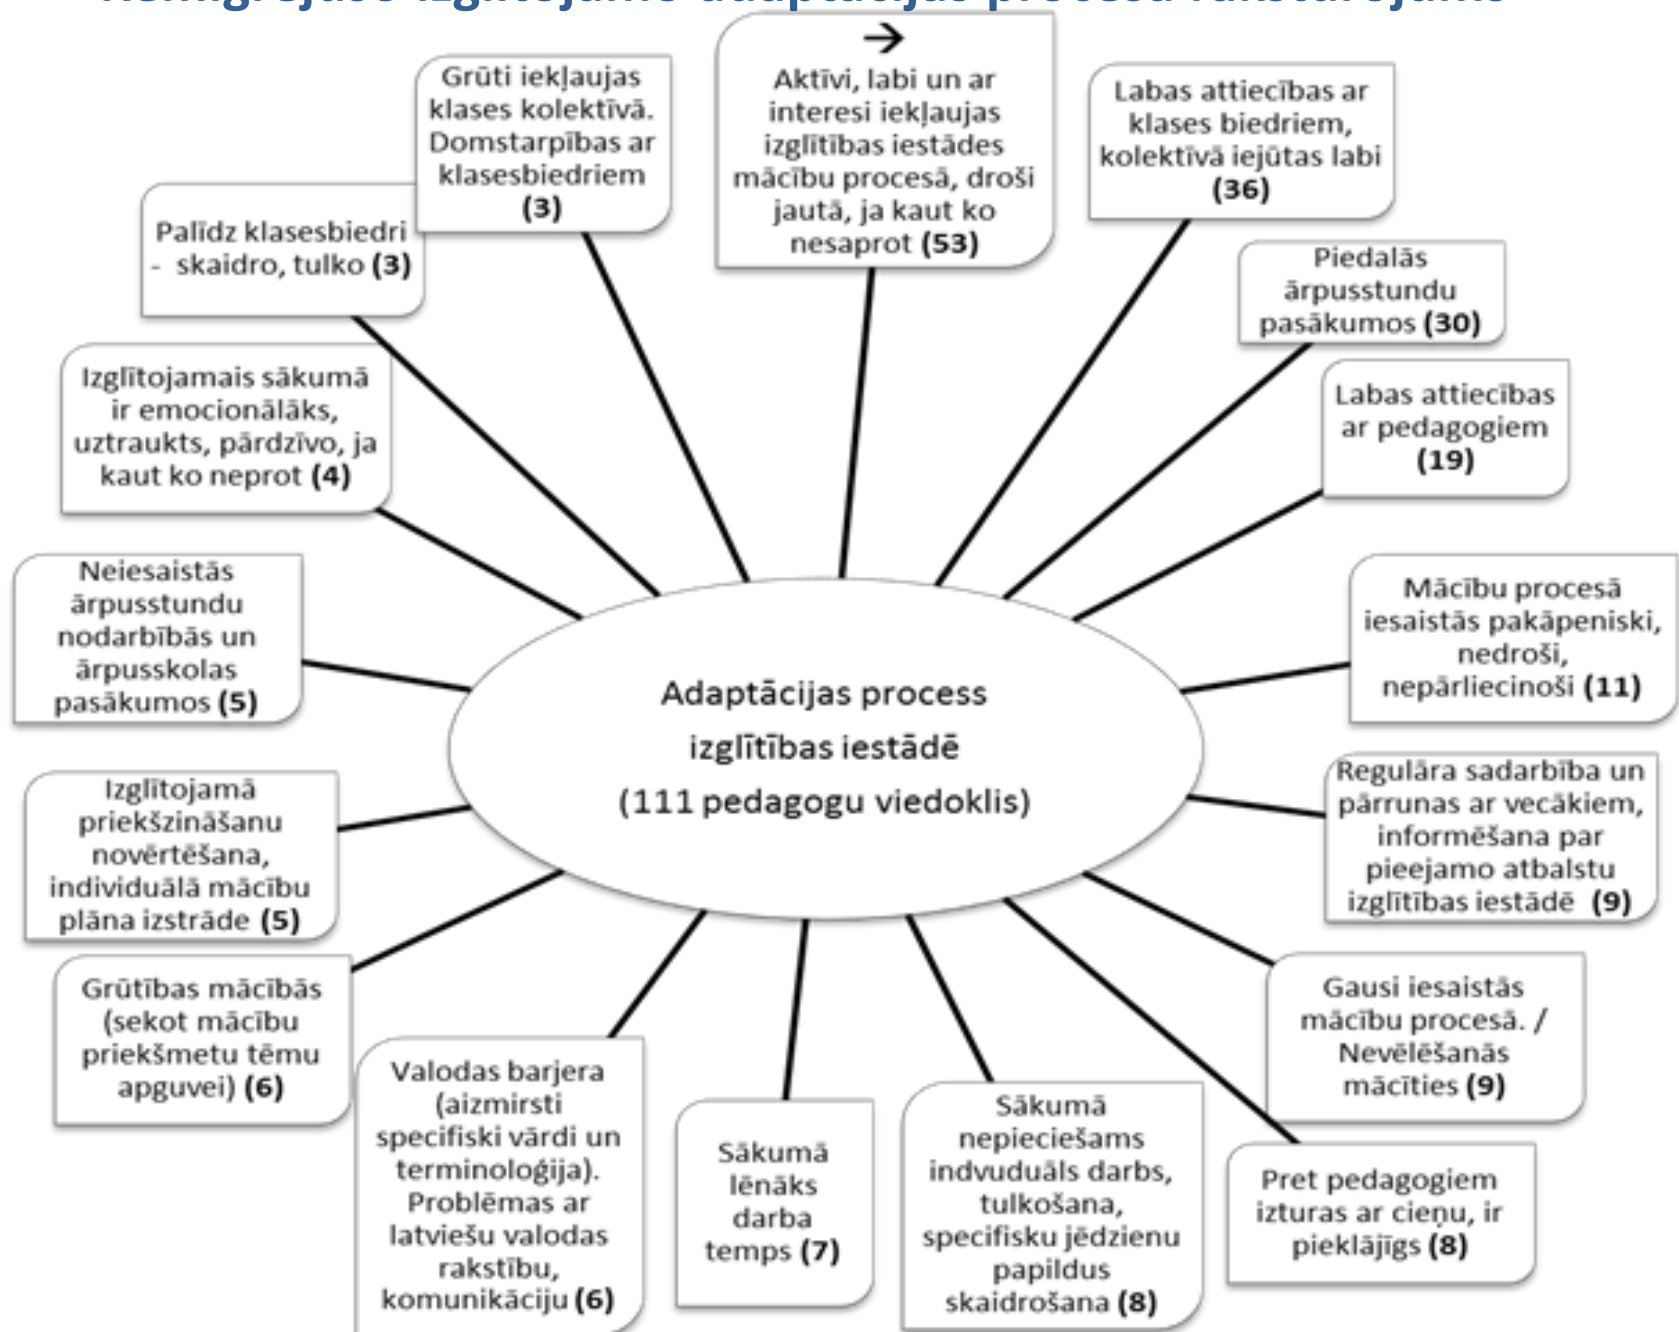 →
Aktīvi, labi un ar
interesi iekļaujas
izglītības iestādes
mācību procesā, droši
jautā, ja kaut ko
nesaprot (53)
Labas attiecības ar
klases biedriem,
kolektīvā iejūtas labi
(36)
Piedalās
ārpusstundu
pasākumos (30)
Labas attiecības
ar pedagogiem
(19)
Mācību procesā
iesaistās pakāpeniski,
nedroši,
nepārliecinoši (11)
Regulāra sadarbība un
pārrunas ar vecākiem,
informēšana par
pieejamo atbalstu
izglītības iestādē (9)
Gausi iesaistās
mācību procesā. /
Nevēlēšanās
mācīties (9)
Pret pedagogiem
izturas ar cieņu, ir
pieklājīgs (8)
Sākumā
nepieciešams
indvuduāls darbs,
tulkošana,
specifisku jēdzienu
papildus
skaidrošana (8)
Sākumā
lēnāks
darba
temps (7)
Valodas barjera
(aizmirsti
specifiski vārdi un
terminoloģija).
Problēmas ar
latviešu valodas
rakstību,
komunikāciju (6)
Grūtības mācībās
(sekot mācību
priekšmetu tēmu
apguvei) (6)
Izglītojamā
priekšzināšanu
novērtēšana,
individuālā mācību
plāna izstrāde (5)
Neiesaistās
ārpusstundu
nodarbībās un
ārpusskolas
pasākumos (5)
Izglītojamais sākumā
ir emocionālāks,
uztraukts, pārdzīvo, ja
kaut ko neprot (4)
Palīdz klasesbiedri
- skaidro, tulko (3)
Grūti iekļaujas
klases kolektīvā.
Domstarpības ar
klasesbiedriem
(3)
Adaptācijas process
izglītības iestādē
(111 pedagogu viedoklis)